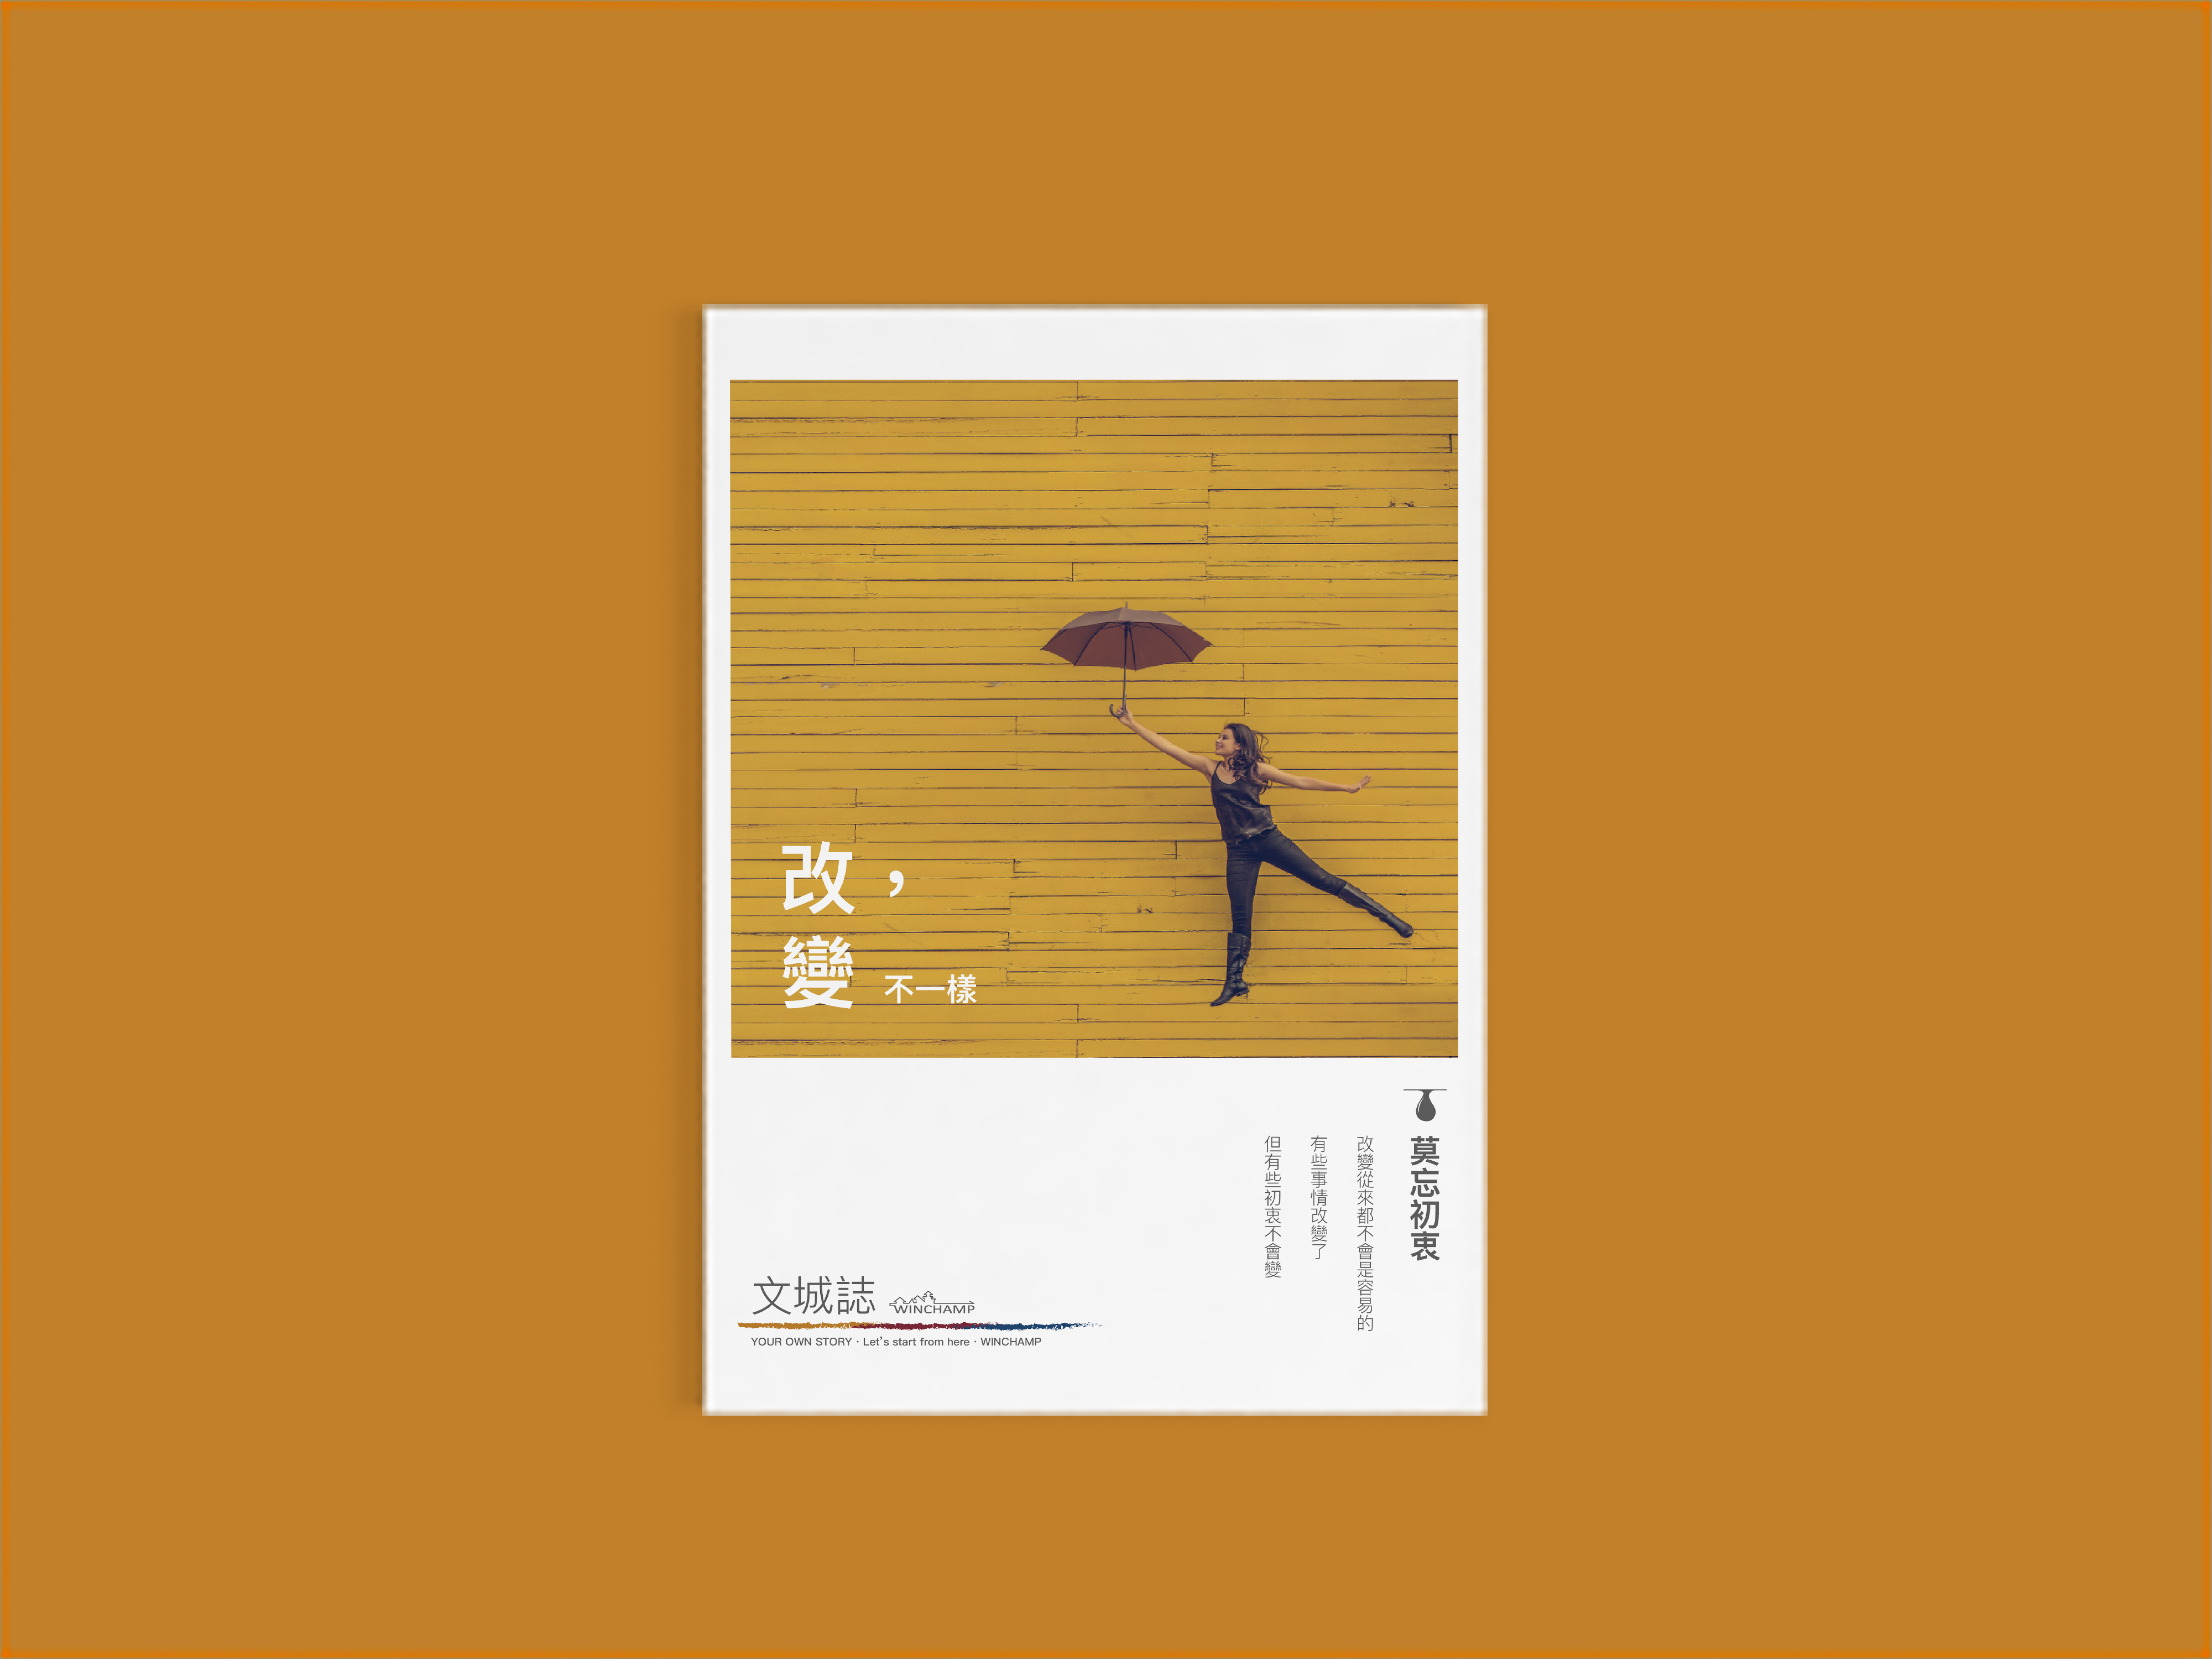 改，
變 不一樣
莫忘初衷
改變從來都不會是容易的
有些事情改變了
但有些初衷不會變
文城誌 WINCHAMP
YOUR OWN STORY · Let's start from here · WINCHAMP